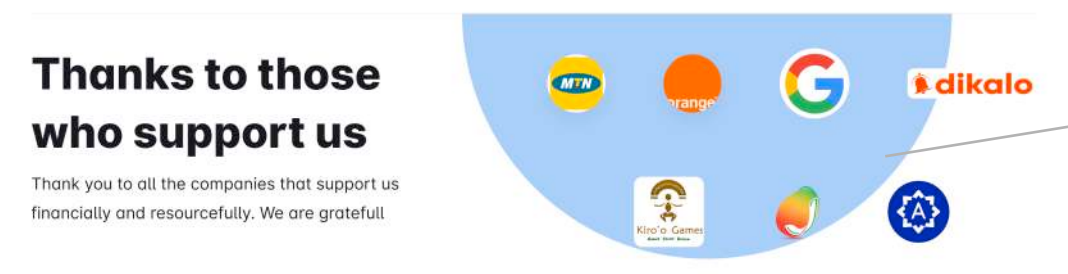 Thanks to those
who support us
Thank you to all the companies that support us
financially and resourcefully. We are gratefull
MTN
orange
G
dikalo
Kiro'o Games
A